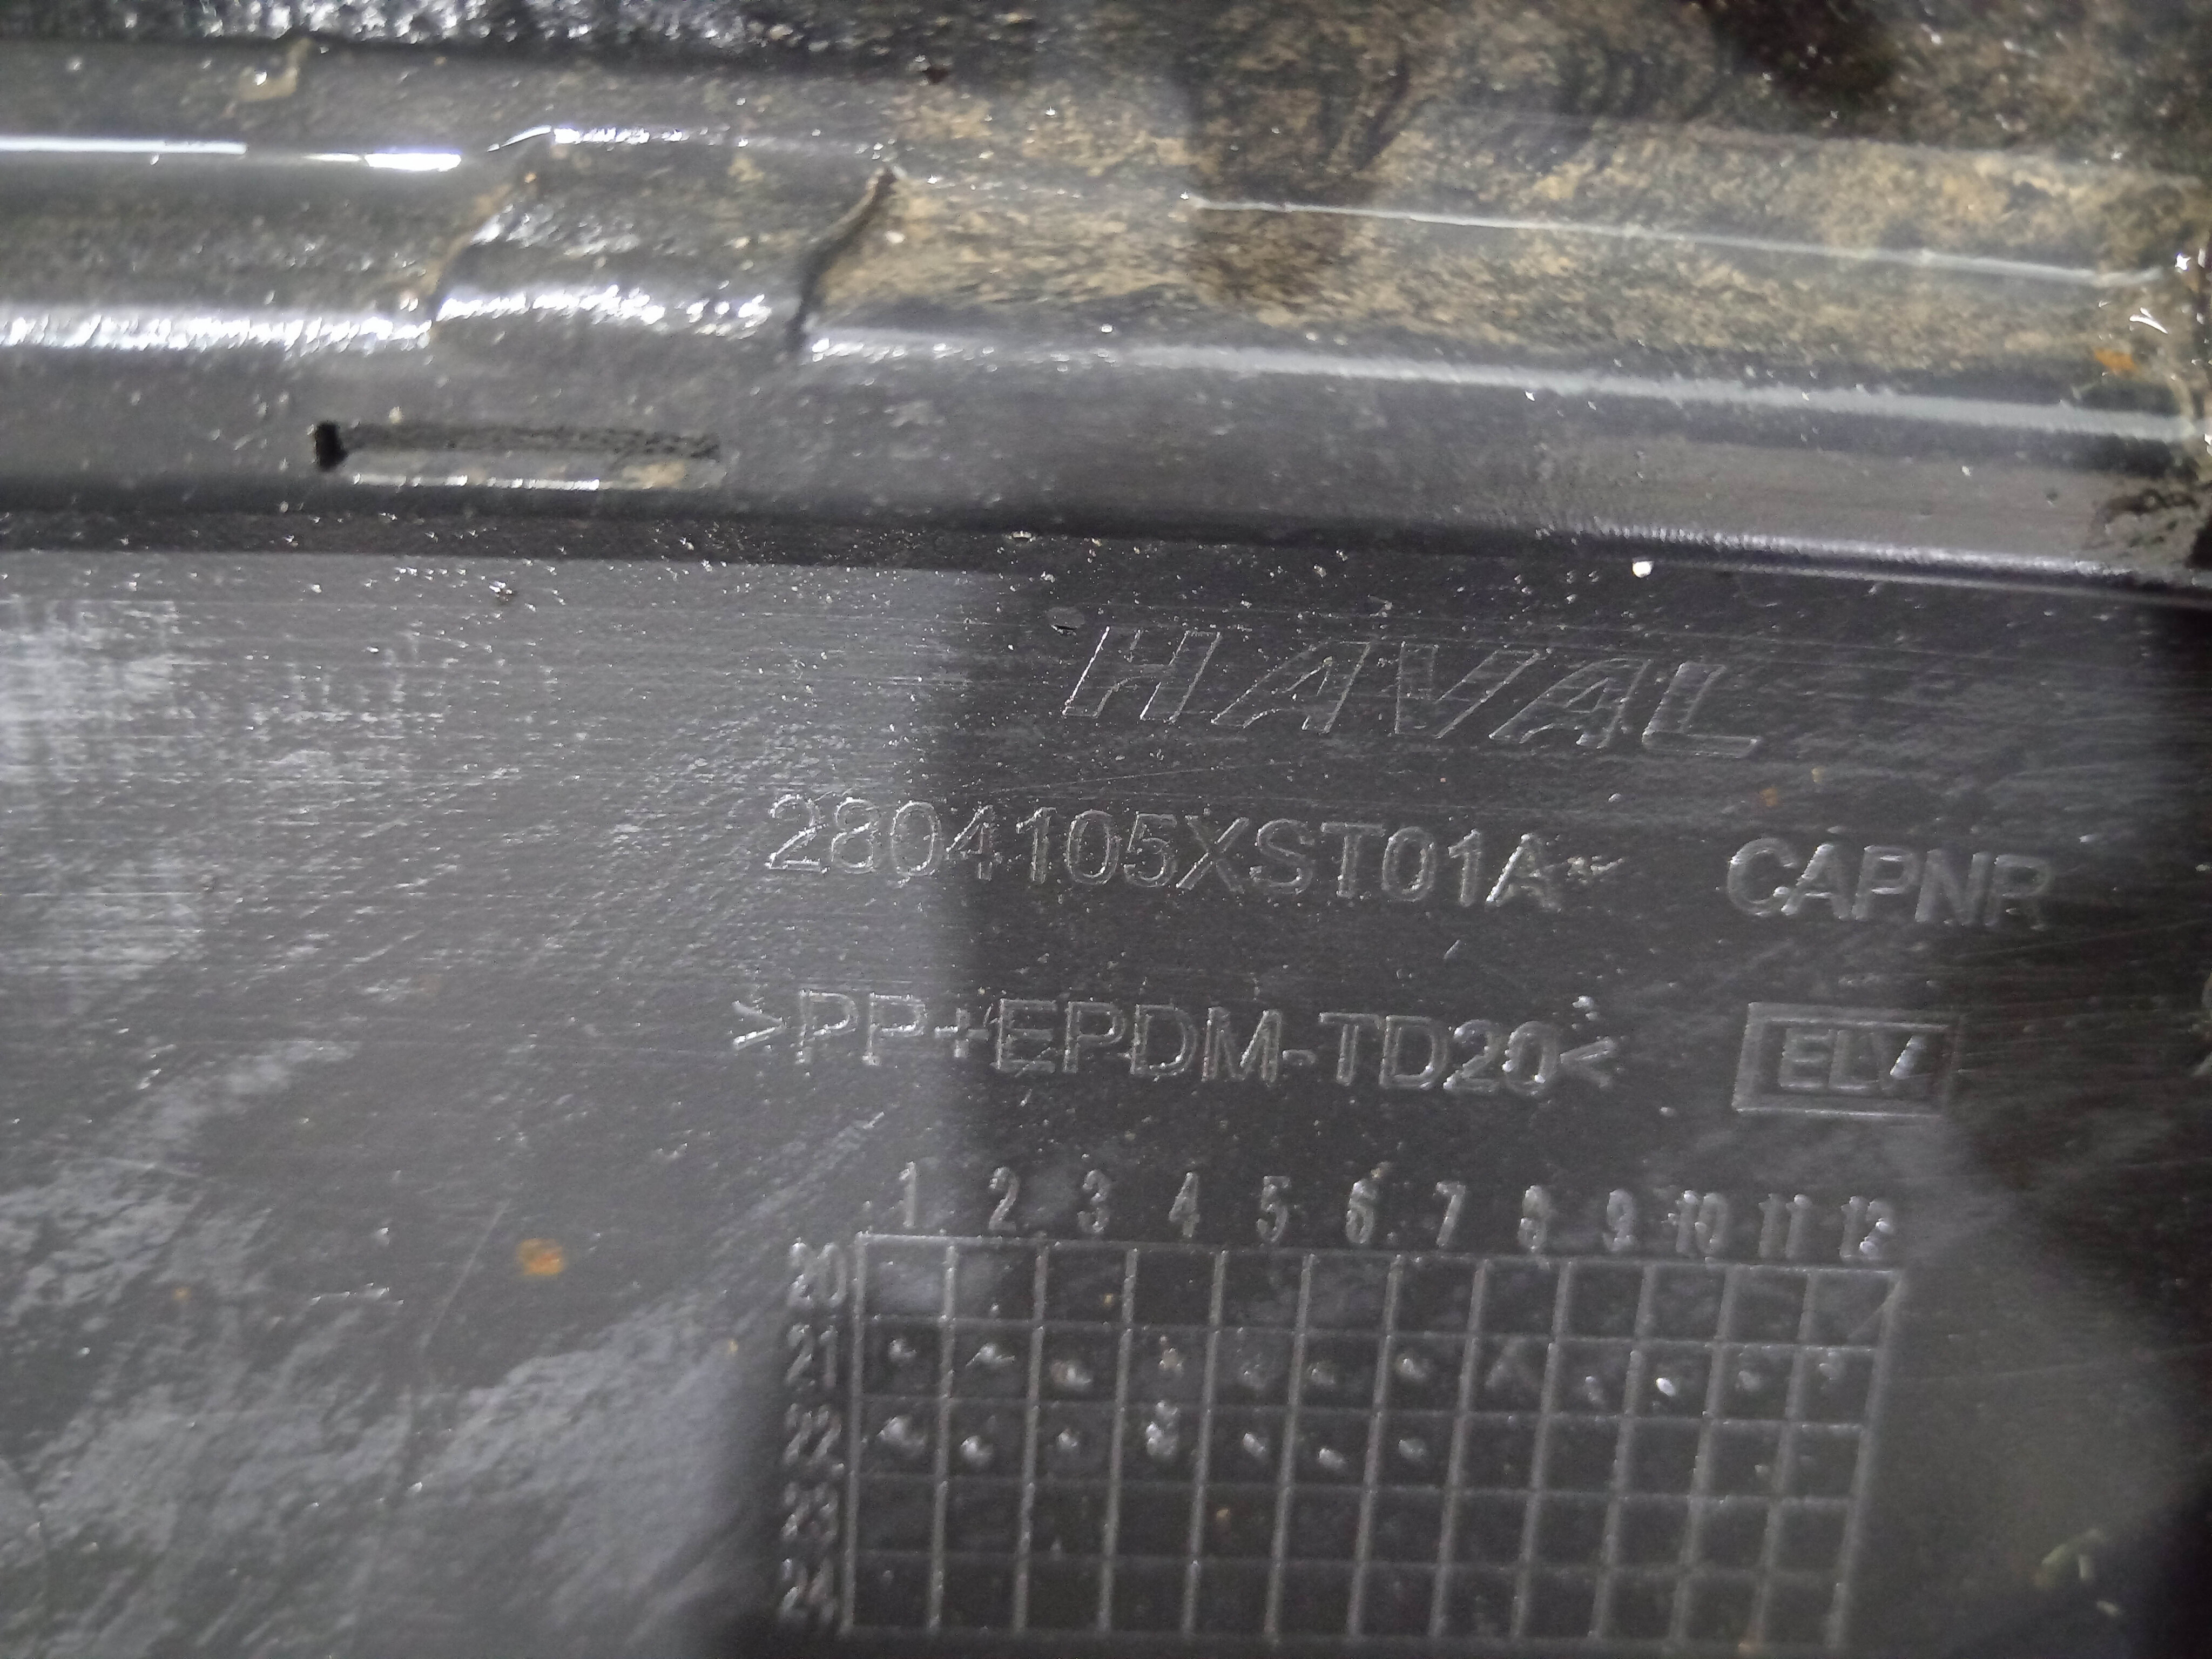 HAVAL
2804105XST01A CAPNR
>PP+EPDM-TD20< ELV
1 2 3 4 5 6 7 8 9 10 11 12
20
21
22
23
24